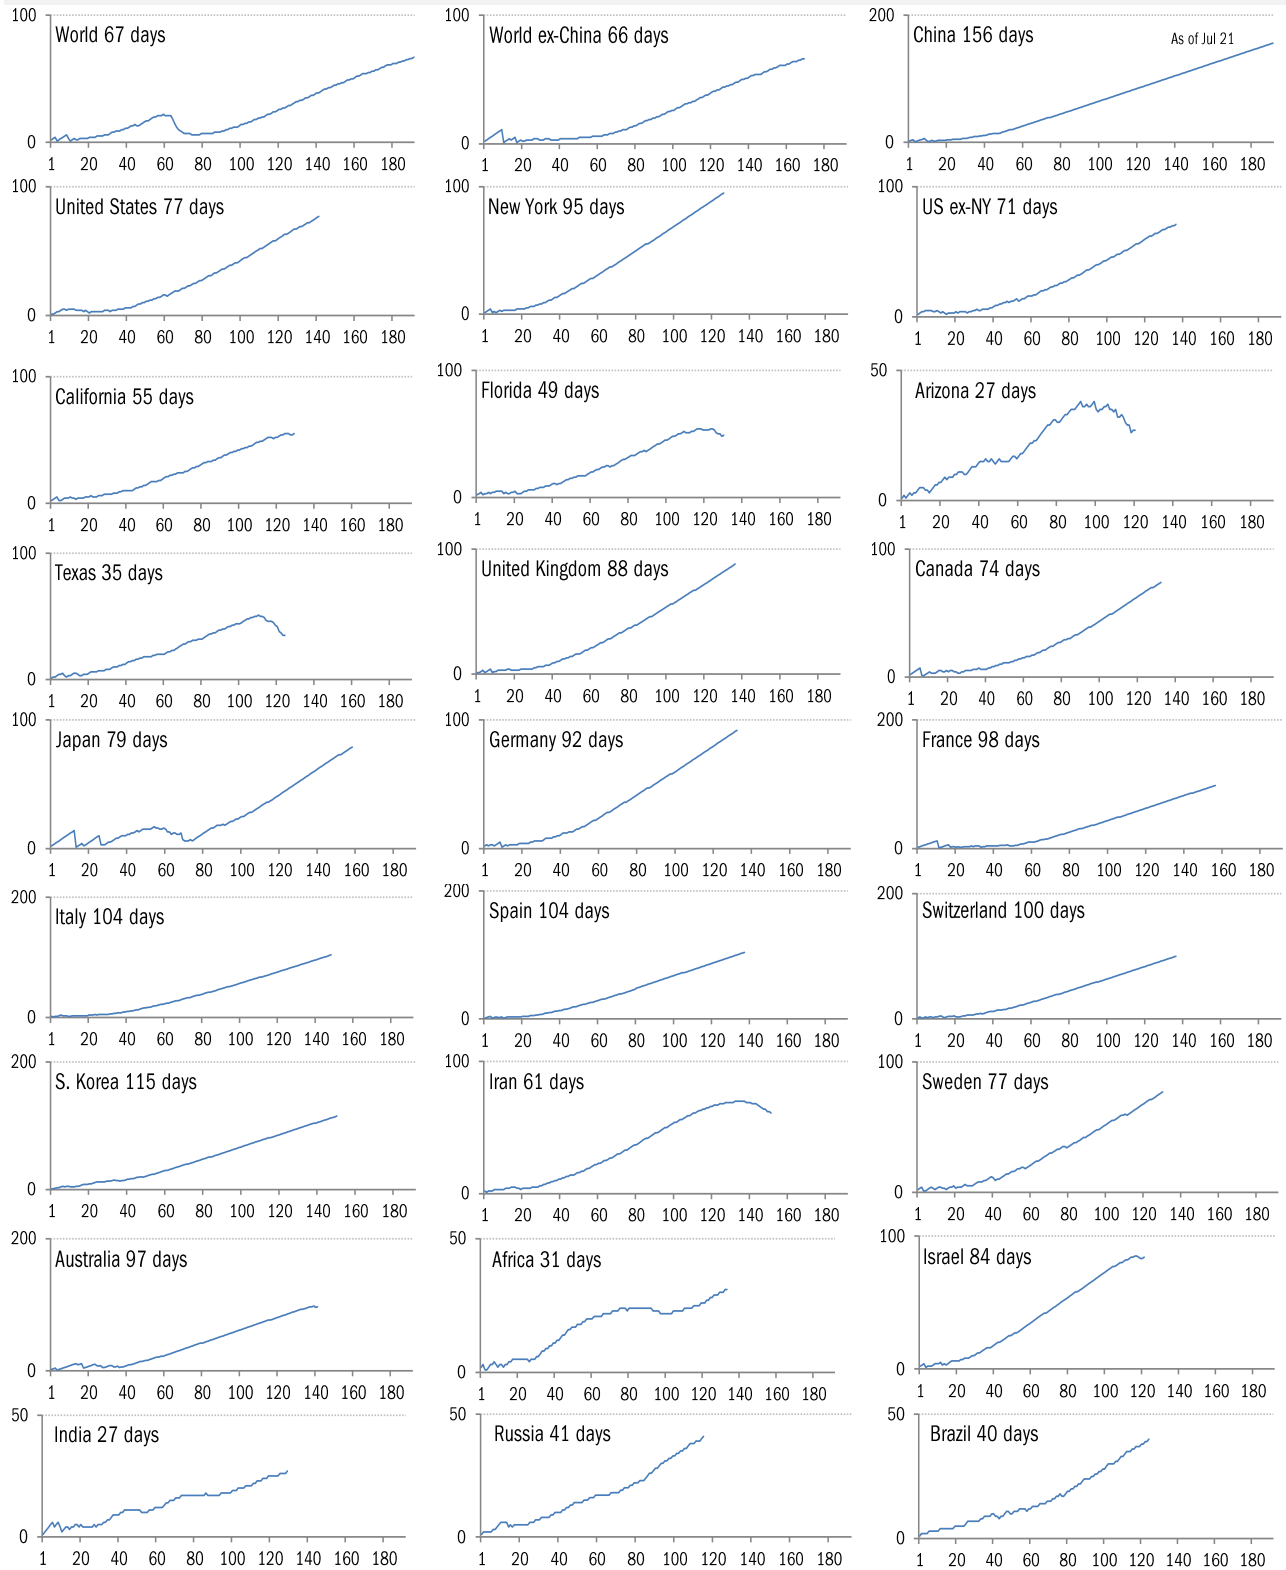 100
World 67 days
0
1 20 40 60 80 100 120 140 160 180
100
World ex-China 66 days
0
1 20 40 60 80 100 120 140 160 180
200
China 156 days
As of Jul 21
0
1 20 40 60 80 100 120 140 160 180
100
United States 77 days
0
1 20 40 60 80 100 120 140 160 180
100
New York 95 days
0
1 20 40 60 80 100 120 140 160 180
100
US ex-NY 71 days
0
1 20 40 60 80 100 120 140 160 180
100
California 55 days
0
1 20 40 60 80 100 120 140 160 180
100
Florida 49 days
0
1 20 40 60 80 100 120 140 160 180
50
Arizona 27 days
0
1 20 40 60 80 100 120 140 160 180
100
Texas 35 days
0
1 20 40 60 80 100 120 140 160 180
100
United Kingdom 88 days
0
1 20 40 60 80 100 120 140 160 180
100
Canada 74 days
0
1 20 40 60 80 100 120 140 160 180
100
Japan 79 days
0
1 20 40 60 80 100 120 140 160 180
100
Germany 92 days
0
1 20 40 60 80 100 120 140 160 180
200
France 98 days
0
1 20 40 60 80 100 120 140 160 180
200
Italy 104 days
0
1 20 40 60 80 100 120 140 160 180
200
Spain 104 days
0
1 20 40 60 80 100 120 140 160 180
200
Switzerland 100 days
0
1 20 40 60 80 100 120 140 160 180
200
S. Korea 115 days
0
1 20 40 60 80 100 120 140 160 180
100
Iran 61 days
0
1 20 40 60 80 100 120 140 160 180
100
Sweden 77 days
0
1 20 40 60 80 100 120 140 160 180
200
Australia 97 days
0
1 20 40 60 80 100 120 140 160 180
50
Africa 31 days
0
1 20 40 60 80 100 120 140 160 180
100
Israel 84 days
0
1 20 40 60 80 100 120 140 160 180
50
India 27 days
0
1 20 40 60 80 100 120 140 160 180
50
Russia 41 days
0
1 20 40 60 80 100 120 140 160 180
50
Brazil 40 days
0
1 20 40 60 80 100 120 140 160 180